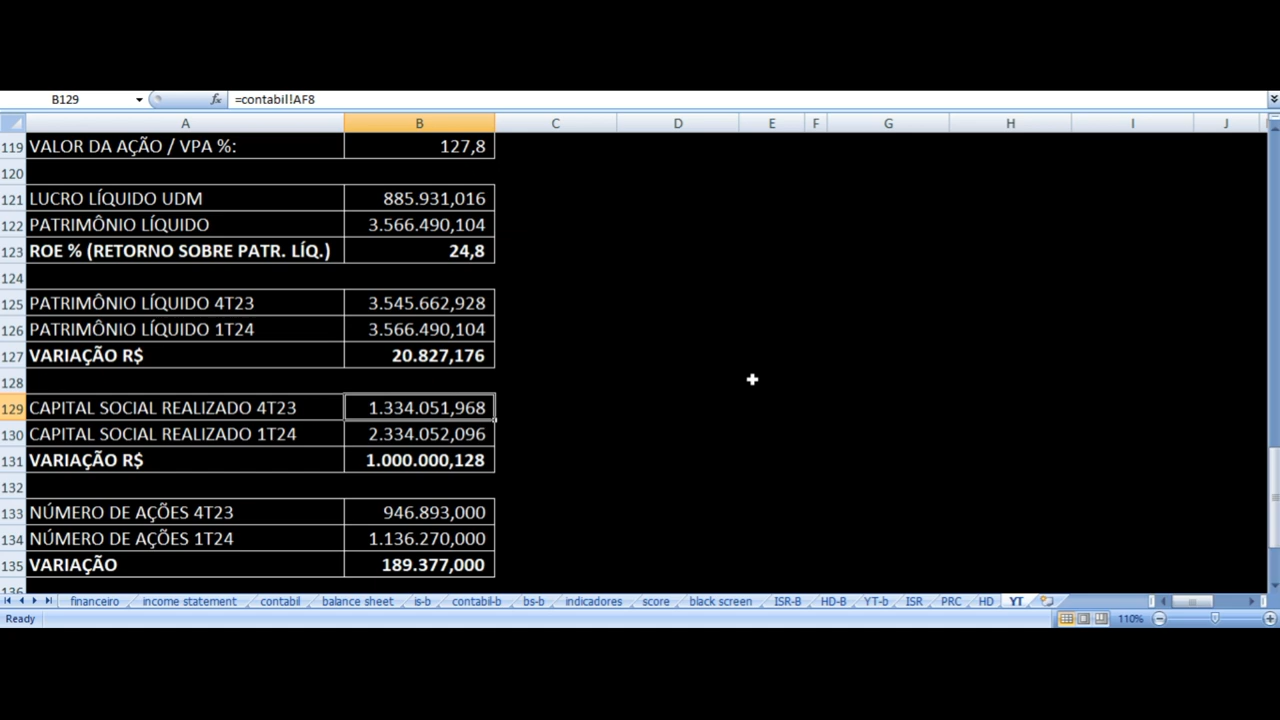 B129 fx =contabil!AF8
A B C D E F G H I J
119 VALOR DA AÇÃO / VPA %: 127,8
120
121 LUCRO LÍQUIDO UDM 885.931,016
122 PATRIMÔNIO LÍQUIDO 3.566.490,104
123 ROE % (RETORNO SOBRE PATR. LÍQ.) 24,8
124
125 PATRIMÔNIO LÍQUIDO 4T23 3.545.662,928
126 PATRIMÔNIO LÍQUIDO 1T24 3.566.490,104
127 VARIAÇÃO R$ 20.827,176
128
129 CAPITAL SOCIAL REALIZADO 4T23 1.334.051,968
130 CAPITAL SOCIAL REALIZADO 1T24 2.334.052,096
131 VARIAÇÃO R$ 1.000.000,128
132
133 NÚMERO DE AÇÕES 4T23 946.893,000
134 NÚMERO DE AÇÕES 1T24 1.136.270,000
135 VARIAÇÃO 189.377,000
136
financeiro income statement contabil balance sheet is-b contabil-b bs-b indicadores score black screen ISR-B HD-B YT-b ISR PRC HD YT
Ready 110%